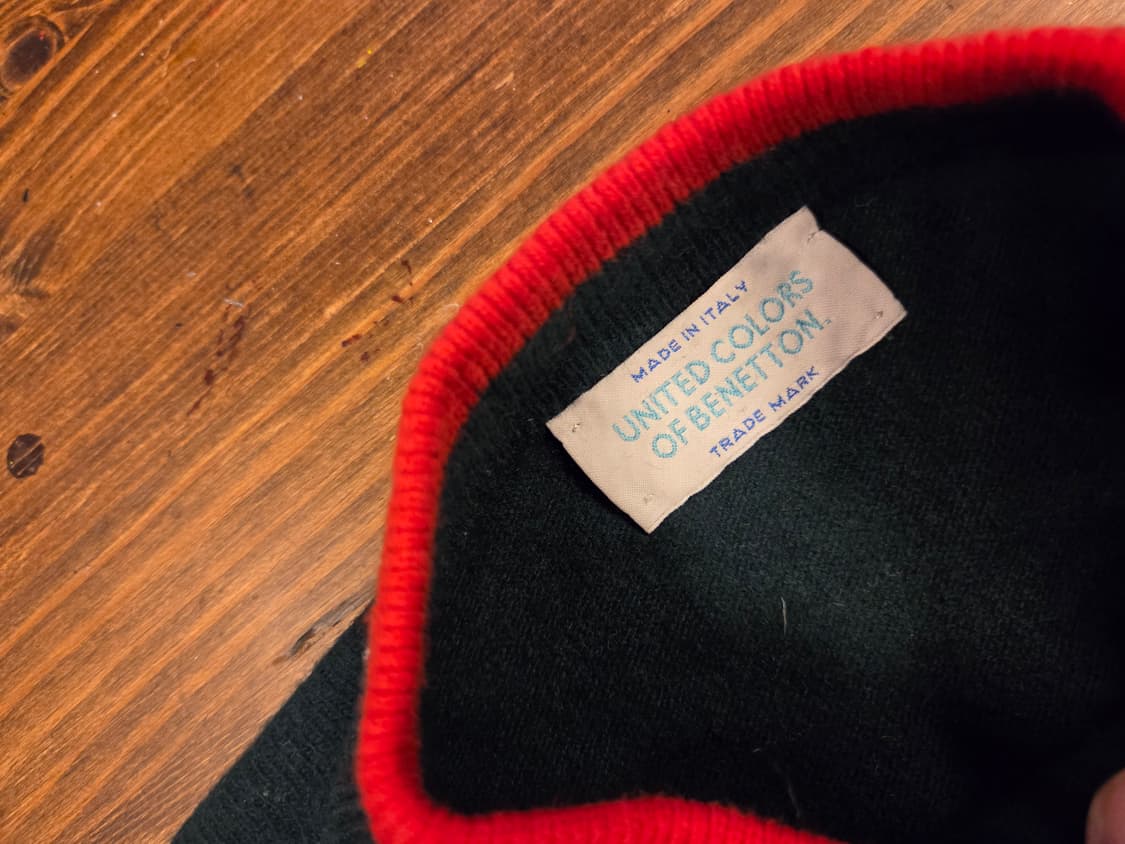 MADE IN ITALY
UNITED COLORS
OF BENETTON.
TRADE MARK